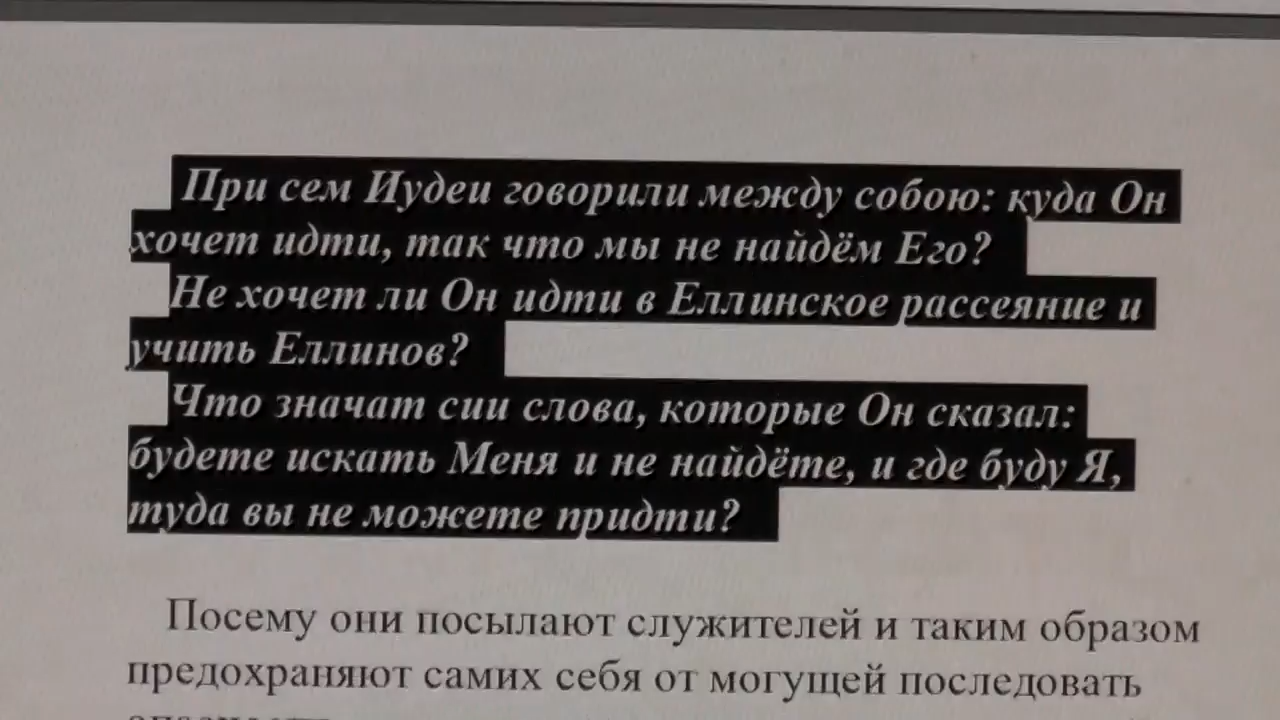 При сем Иудеи говорили между собою: куда Он
хочет идти, так что мы не найдём Его?
Не хочет ли Он идти в Еллинское рассеяние и
учить Еллинов?
Что значат сии слова, которые Он сказал:
будете искать Меня и не найдёте, и где буду Я,
туда вы не можете придти?
Посему они посылают служителей и таким образом
предохраняют самих себя от могущей последовать